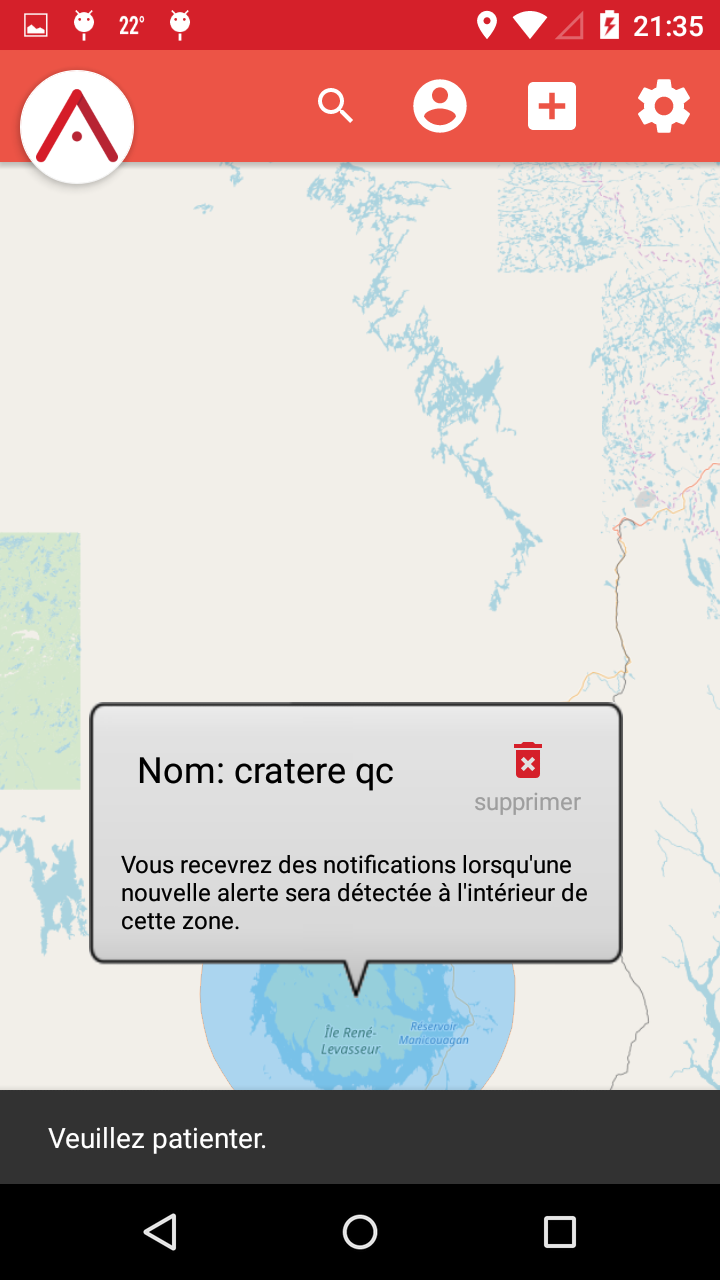 22°
21:35
Nom: cratere qc
supprimer
Vous recevrez des notifications lorsqu'une
nouvelle alerte sera détectée à l'intérieur de
cette zone.
Île René-
Levasseur
Réservoir
Manicouagan
Veuillez patienter.